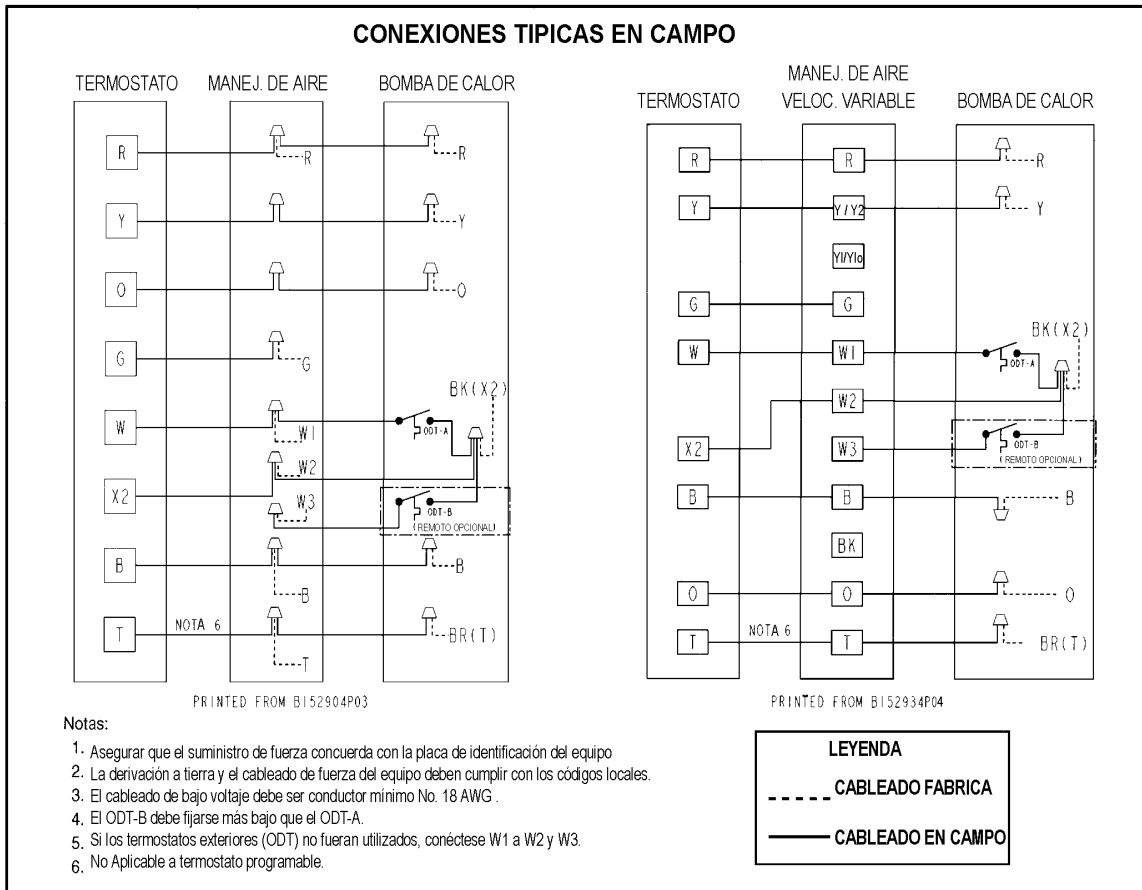 CONEXIONES TIPICAS EN CAMPO
TERMOSTATO
MANEJ. DE AIRE
BOMBA DE CALOR
R
R
R
Y
Y
O
O
G
G
BK(X2)
W
W1
ODT-A
W2
X2
W3
ODT-B
(REMOTO OPCIONAL)
B
B
B
T
NOTA 6
T
BR(T)
PRINTED FROM B152904P03
TERMOSTATO
MANEJ. DE AIRE
VELOC. VARIABLE
BOMBA DE CALOR
R
R
R
Y
Y/Y2
Y
Y1/Y1o
G
G
BK(X2)
W
W1
ODT-A
W2
X2
W3
ODT-B
(REMOTO OPCIONAL)
B
B
B
BK
O
O
O
T
NOTA 6
T
BR(T)
PRINTED FROM B152934P04
Notas:
1. Asegurar que el suministro de fuerza concuerda con la placa de identificación del equipo
2. La derivación a tierra y el cableado de fuerza del equipo deben cumplir con los códigos locales.
3. El cableado de bajo voltaje debe ser conductor mínimo No. 18 AWG .
4. El ODT-B debe fijarse más bajo que el ODT-A.
5. Si los termostatos exteriores (ODT) no fueran utilizados, conéctese W1 a W2 y W3.
6. No Aplicable a termostato programable.
LEYENDA
CABLEADO FABRICA
CABLEADO EN CAMPO